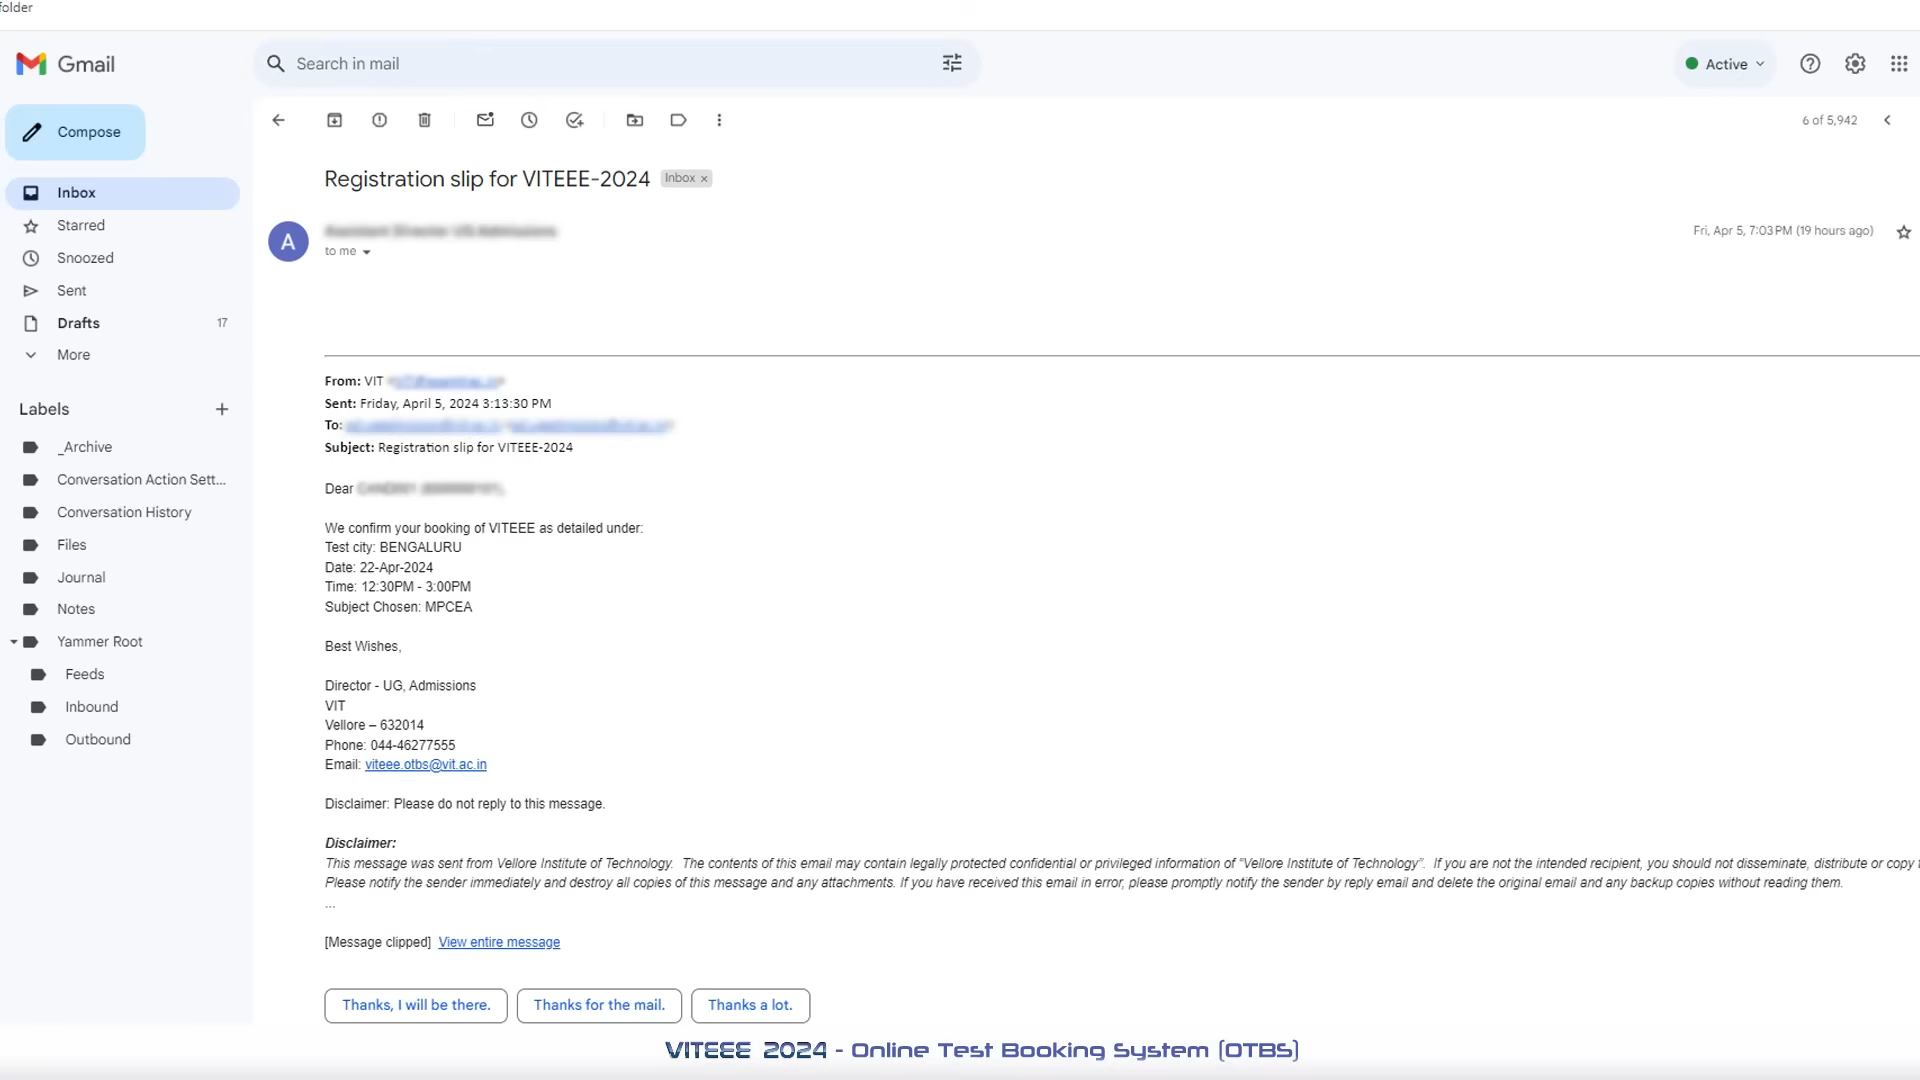 folder
Gmail
Search in mail
Active
Compose
6 of 5,942
Inbox
Starred
Snoozed
Sent
Drafts 17
More
Labels
_Archive
Conversation Action Sett...
Conversation History
Files
Journal
Notes
Yammer Root
Feeds
Inbound
Outbound
Registration slip for VITEEE-2024 Inbox x
A
Fri, Apr 5, 7:03 PM (19 hours ago)
to me
From: VIT
Sent: Friday, April 5, 2024 3:13:30 PM
To:
Subject: Registration slip for VITEEE-2024
Dear
We confirm your booking of VITEEE as detailed under:
Test city: BENGALURU
Date: 22-Apr-2024
Time: 12:30PM - 3:00PM
Subject Chosen: MPCEA
Best Wishes,
Director - UG, Admissions
VIT
Vellore – 632014
Phone: 044-46277555
Email: viteee.otbs@vit.ac.in
Disclaimer: Please do not reply to this message.
Disclaimer:
This message was sent from Vellore Institute of Technology.  The contents of this email may contain legally protected confidential or privileged information of “Vellore Institute of Technology”.  If you are not the intended recipient, you should not disseminate, distribute or copy
Please notify the sender immediately and destroy all copies of this message and any attachments. If you have received this email in error, please promptly notify the sender by reply email and delete the original email and any backup copies without reading them.
...
[Message clipped]  View entire message
Thanks, I will be there.
Thanks for the mail.
Thanks a lot.
VITEEE 2024 - Online Test Booking System (OTBS)